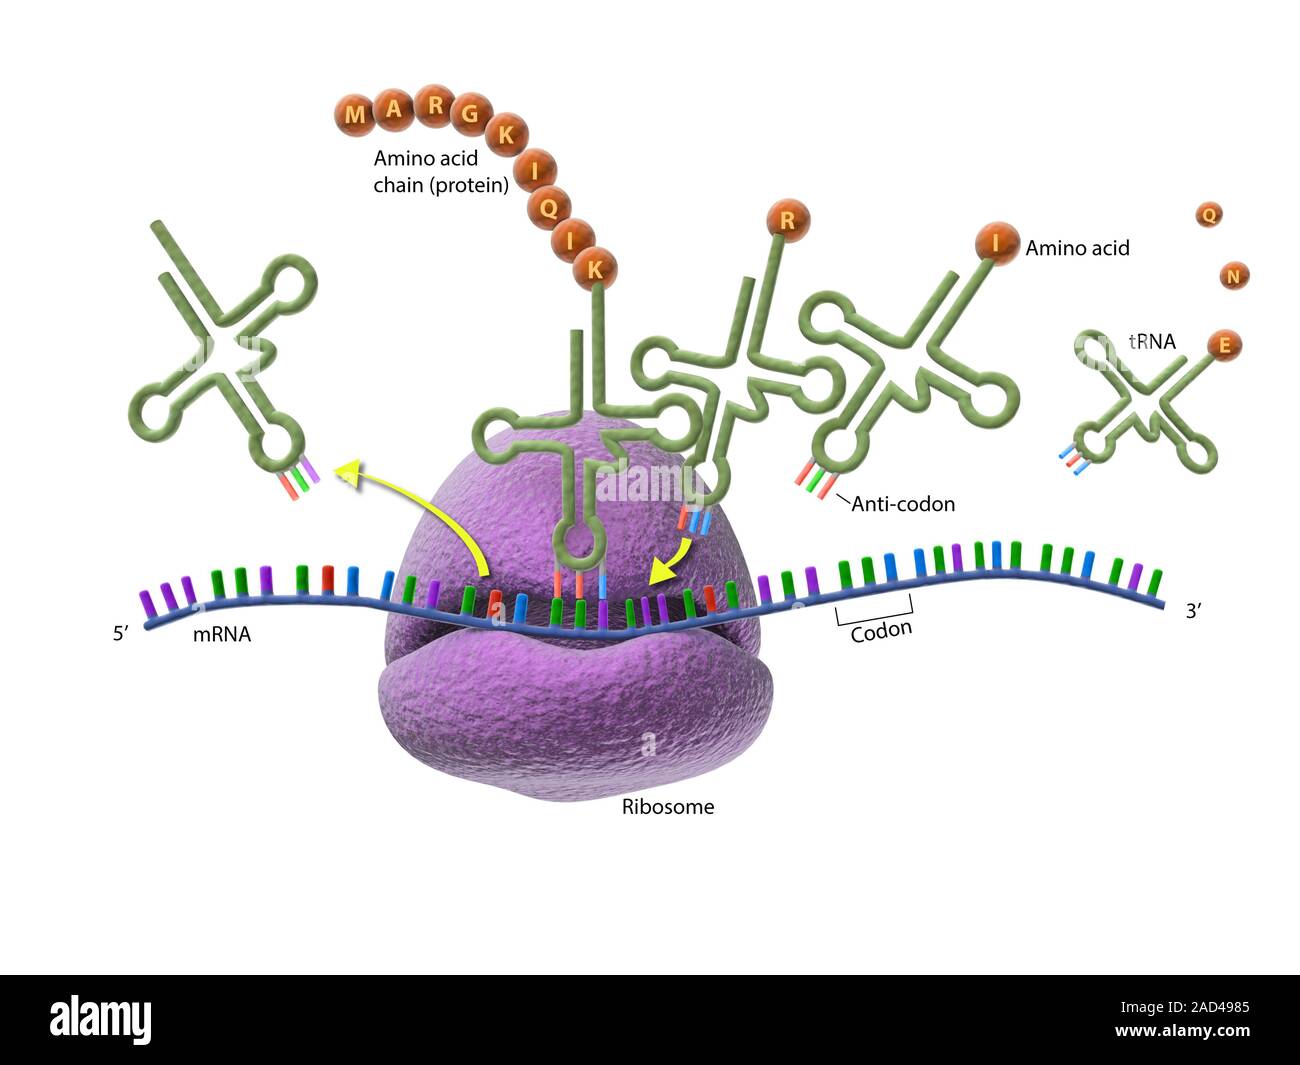 M A R G K I Q I K
Amino acid
chain (protein)
R
I
Amino acid
Q
N
E
tRNA
Anti-codon
5′
mRNA
Codon
3′
Ribosome
alamy
a
a
alamy
Image ID: 2AD4985
www.alamy.com